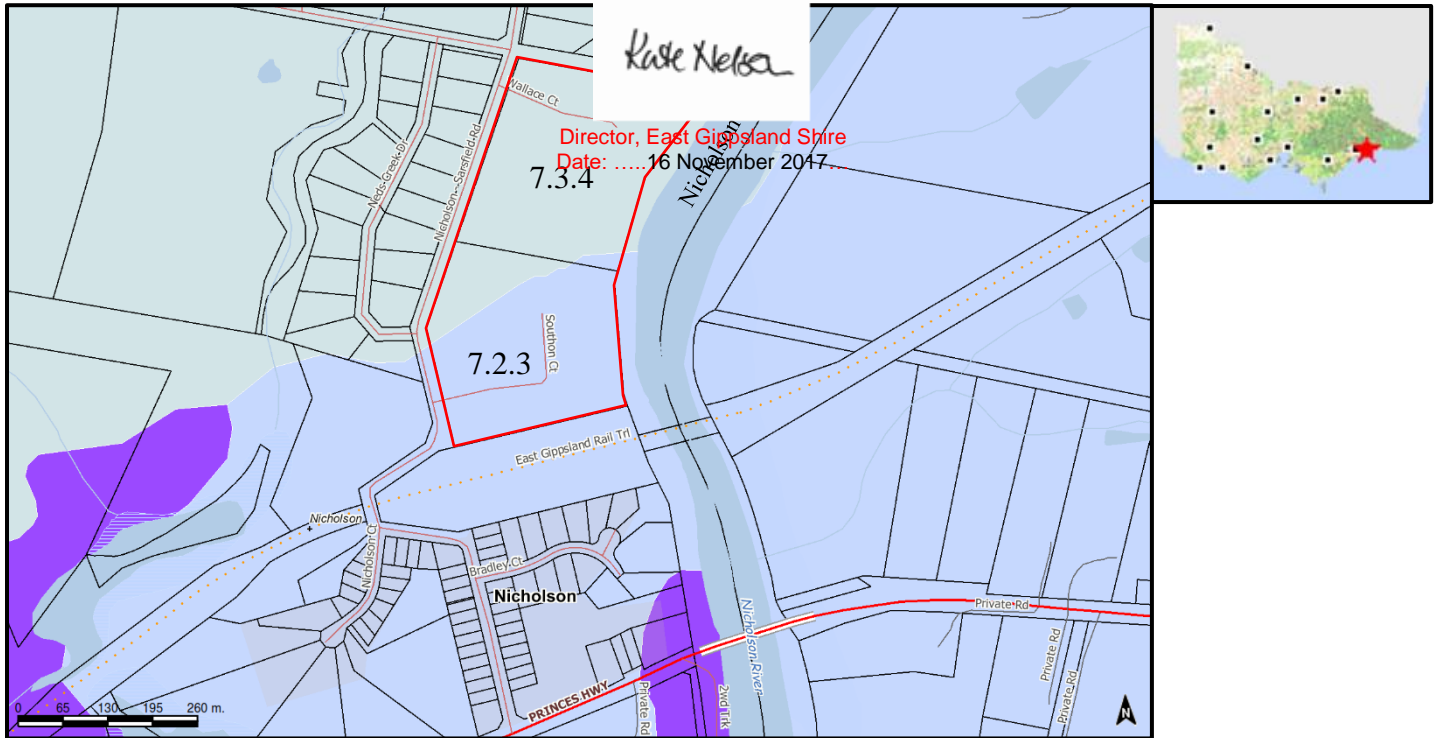 Kate Nelson
Director, East Gippsland Shire
Date: .....16 November 2017...
Wallace Ct
Nicholson
7.3.4
Neds Creek Dr
Nicholson - Sarsfield Rd
Southon Ct
7.2.3
East Gippsland Rail Trl
Nicholson
Nicholson Ct
Bradley Ct
Nicholson
Nicholson River
Private Rd
Private Rd
Private Rd
PRINCES HWY
Private Rd
2wd Trk
0 65 130 195 260 m.
N